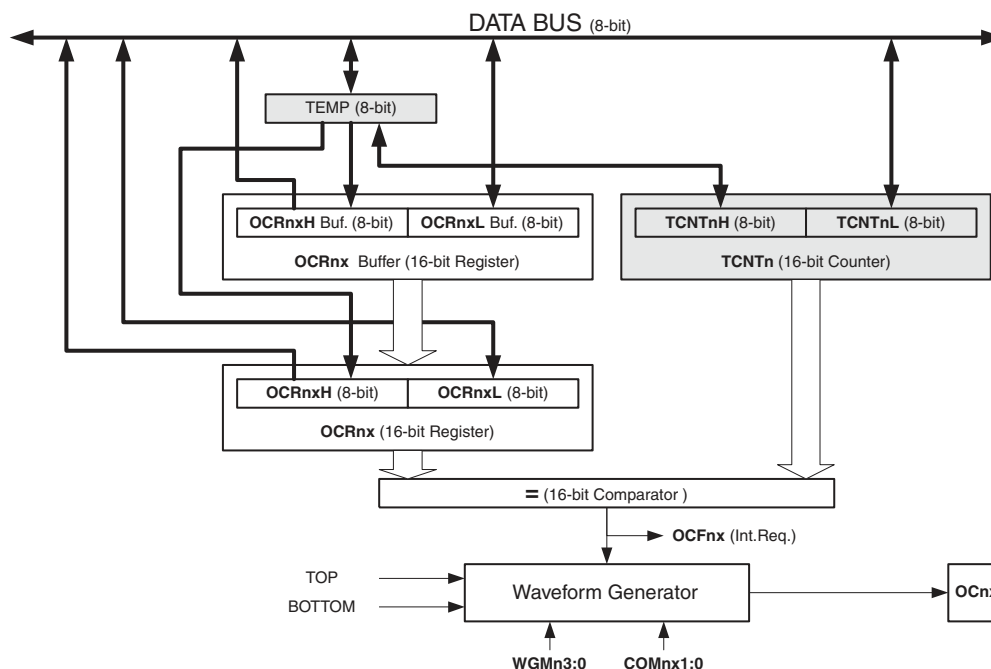 DATA BUS (8-bit)
TEMP (8-bit)
OCRnxH Buf. (8-bit)
OCRnxL Buf. (8-bit)
TCNTnH (8-bit)
TCNTnL (8-bit)
OCRnx Buffer (16-bit Register)
TCNTn (16-bit Counter)
OCRnxH (8-bit)
OCRnxL (8-bit)
OCRnx (16-bit Register)
= (16-bit Comparator )
OCFnx (Int.Req.)
TOP
BOTTOM
Waveform Generator
OCnx
WGMn3:0
COMnx1:0